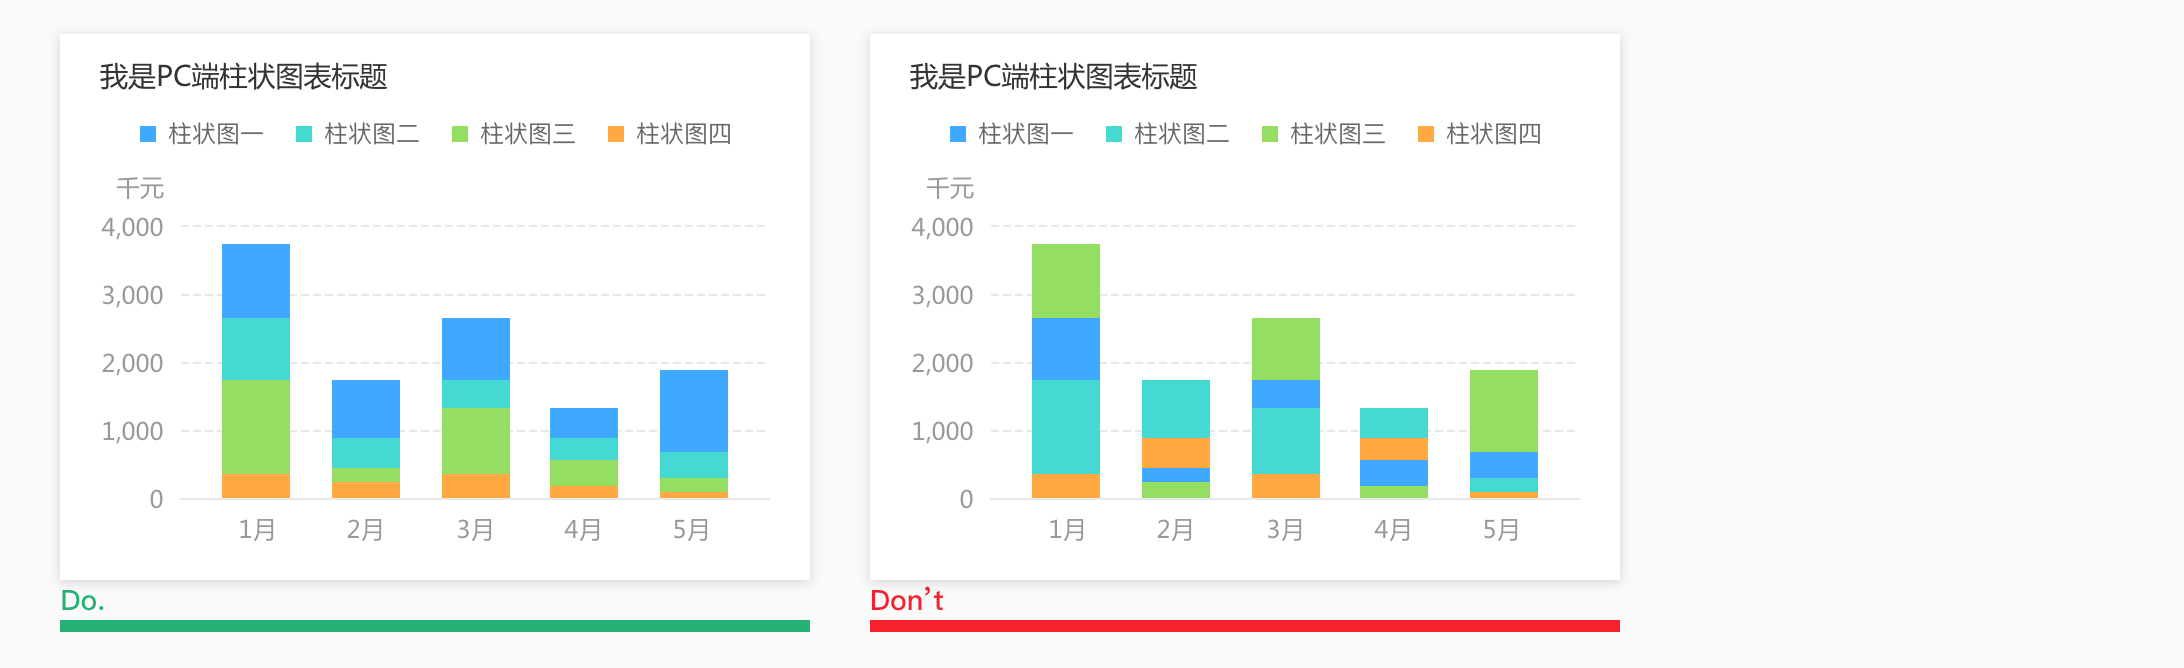 我是PC端柱状图表标题
柱状图一 柱状图二 柱状图三 柱状图四
千元
4,000
3,000
2,000
1,000
0
1月 2月 3月 4月 5月
Do.
我是PC端柱状图表标题
柱状图一 柱状图二 柱状图三 柱状图四
千元
4,000
3,000
2,000
1,000
0
1月 2月 3月 4月 5月
Don’t